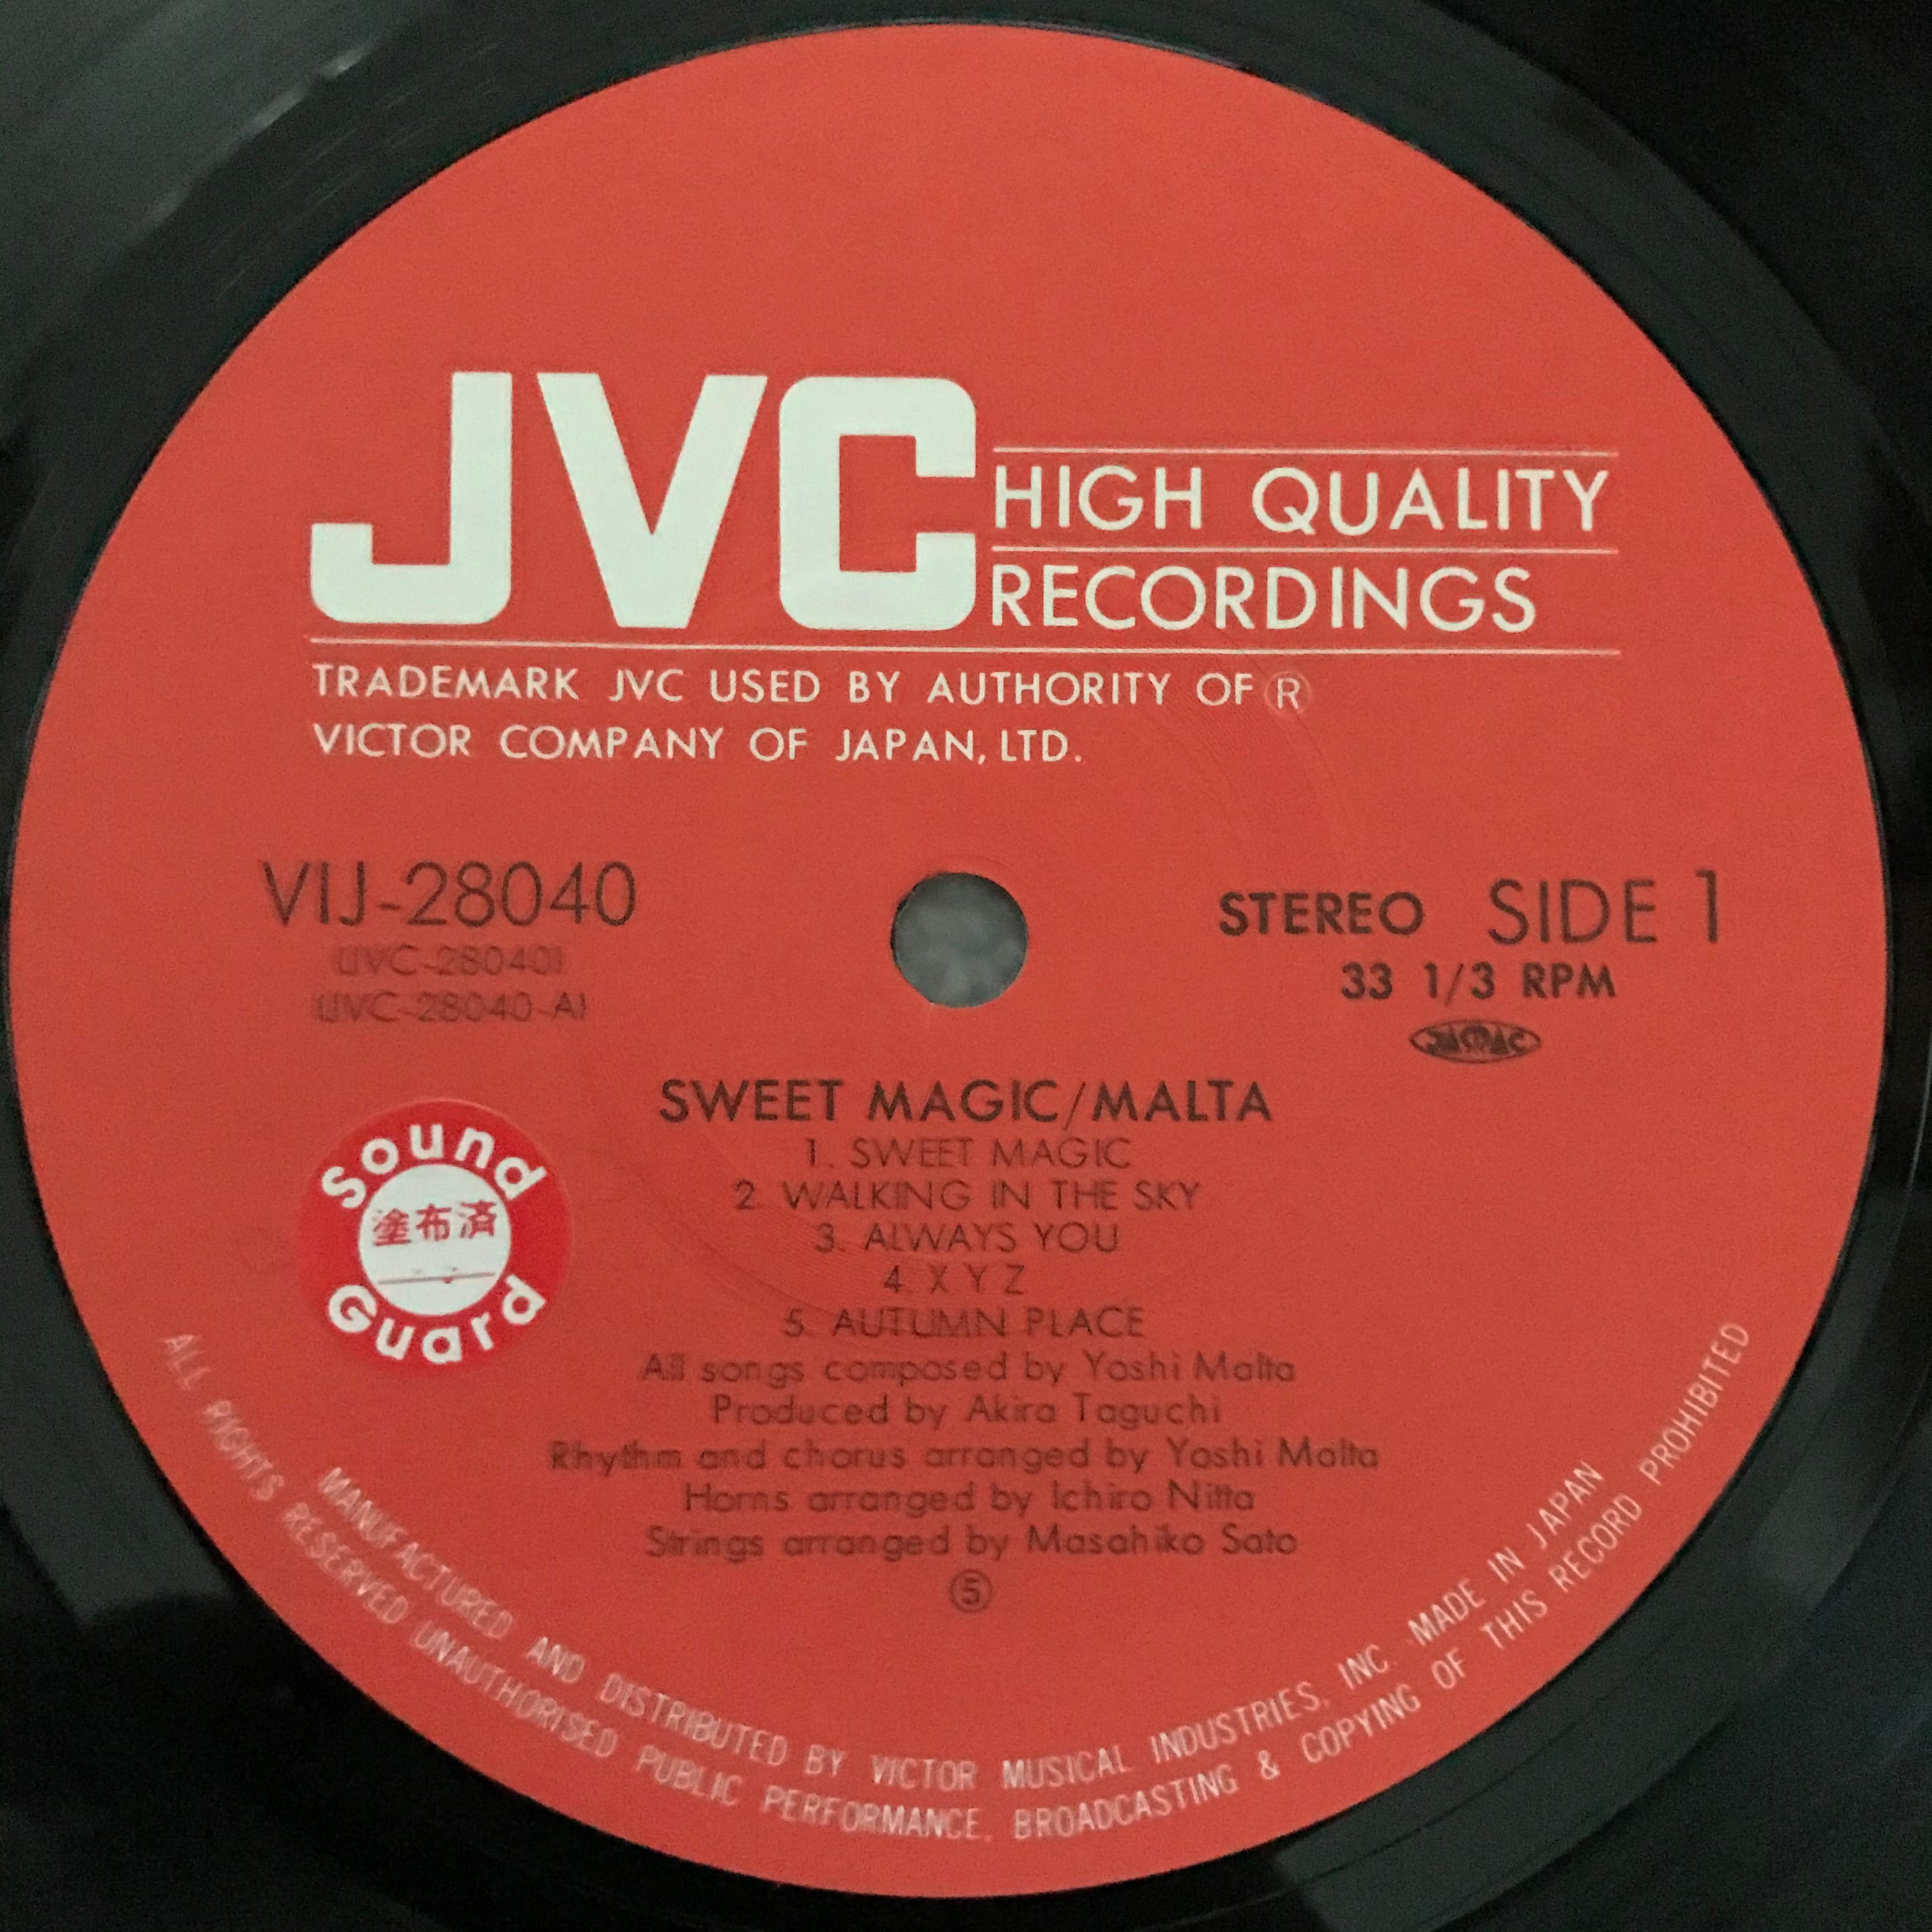 JVC
HIGH QUALITY
RECORDINGS
TRADEMARK JVC USED BY AUTHORITY OF Ⓡ
VICTOR COMPANY OF JAPAN, LTD.
VIJ-28040
STEREO SIDE 1
33 1/3 RPM
JASRAC
SWEET MAGIC/MALTA
1. SWEET MAGIC
2. WALKING IN THE SKY
3. ALWAYS YOU
4. X Y Z
5. AUTUMN PLACE
All songs composed by Yoshi Malta
Produced by Akira Taguchi
Rhythm and chorus arranged by Yoshi Malta
Horns arranged by Ichiro Nitta
Strings arranged by Masahiko Sato
⑤
Sound
塗布済
Guard
MANUFACTURED AND DISTRIBUTED BY VICTOR MUSICAL INDUSTRIES, INC. MADE IN JAPAN
ALL RIGHTS RESERVED UNAUTHORISED PUBLIC PERFORMANCE, BROADCASTING & COPYING OF THIS RECORD PROHIBITED